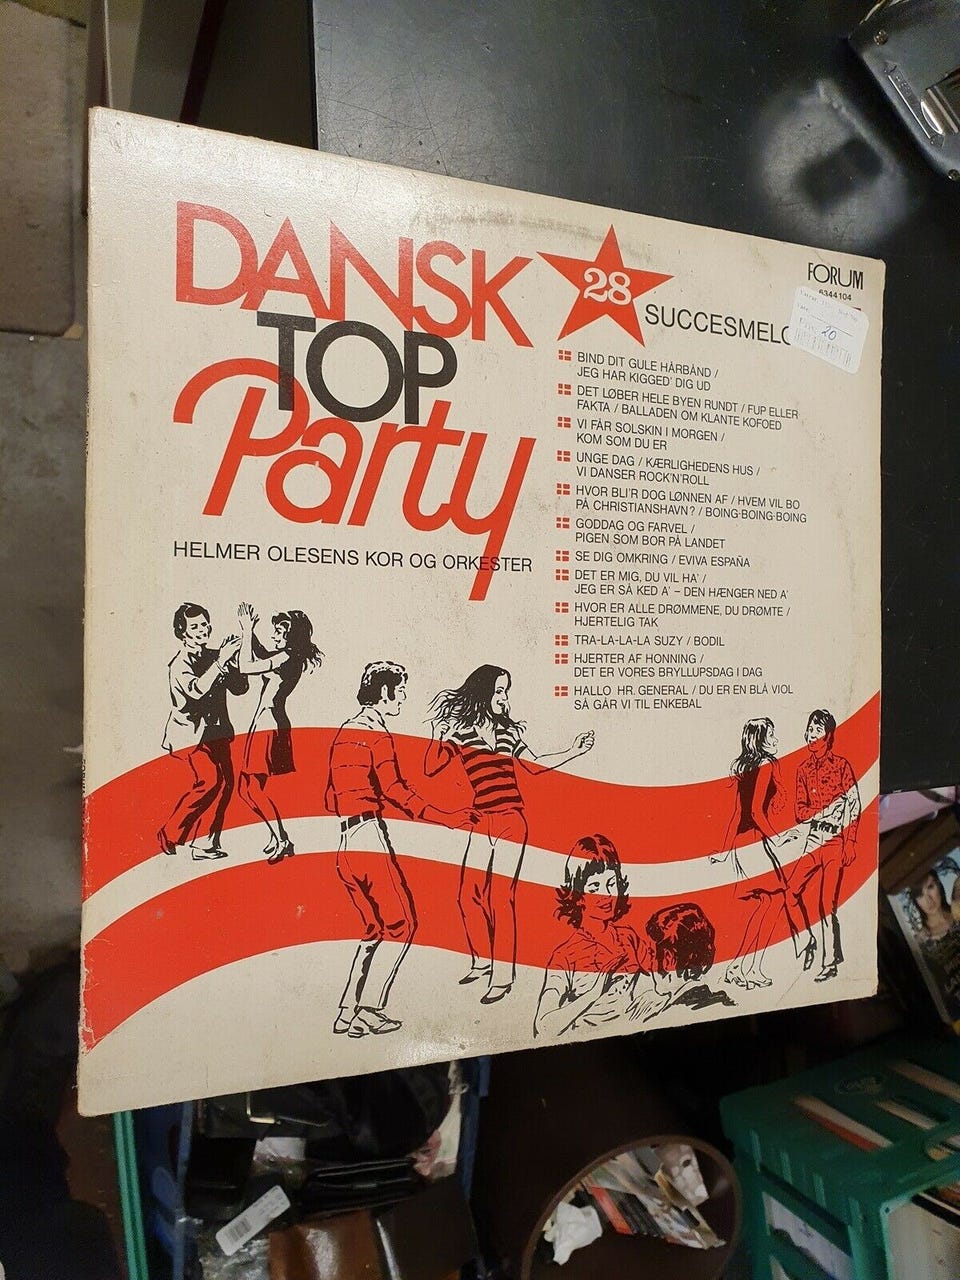 DANSK
TOP
Party
HELMER OLESENS KOR OG ORKESTER
28
SUCCESMELO
FORUM
6344104
20
BIND DIT GULE HÅRBÅND /
JEG HAR KIGGED' DIG UD
DET LØBER HELE BYEN RUNDT / FUP ELLER
FAKTA / BALLADEN OM KLANTE KOFOED
VI FÅR SOLSKIN I MORGEN /
KOM SOM DU ER
UNGE DAG / KÆRLIGHEDENS HUS /
VI DANSER ROCK'N'ROLL
HVOR BLI'R DOG LØNNEN AF / HVEM VIL BO
PÅ CHRISTIANSHAVN? / BOING-BOING-BOING
GODDAG OG FARVEL /
PIGEN SOM BOR PÅ LANDET
SE DIG OMKRING / EVIVA ESPAÑA
DET ER MIG, DU VIL HA' /
JEG ER SÅ KED A' – DEN HÆNGER NED A'
HVOR ER ALLE DRØMMENE, DU DRØMTE /
HJERTELIG TAK
TRA-LA-LA-LA SUZY / BODIL
HJERTER AF HONNING /
DET ER VORES BRYLLUPSDAG I DAG
HALLO HR. GENERAL / DU ER EN BLÅ VIOL
SÅ GÅR VI TIL ENKEBAL